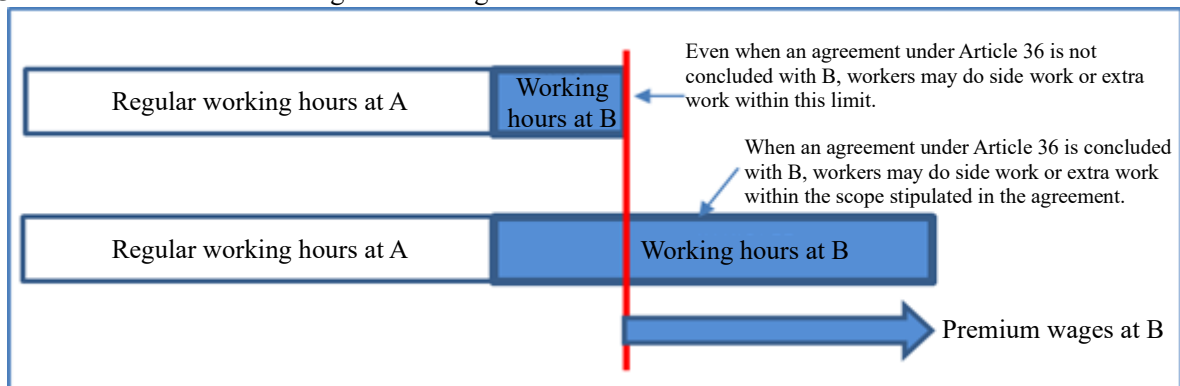 Even when an agreement under Article 36 is not
concluded with B, workers may do side work or extra
work within this limit.
Regular working hours at A
Working
hours at B
When an agreement under Article 36 is concluded
with B, workers may do side work or extra work
within the scope stipulated in the agreement.
Regular working hours at A
Working hours at B
Premium wages at B